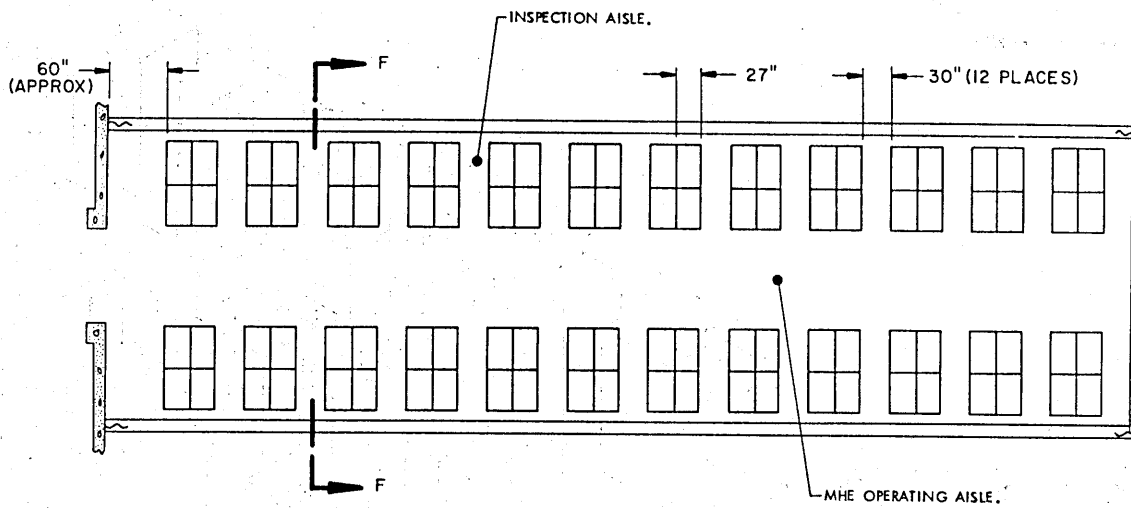 INSPECTION AISLE.
60"
(APPROX)
F
27"
30" (12 PLACES)
F
MHE OPERATING AISLE.